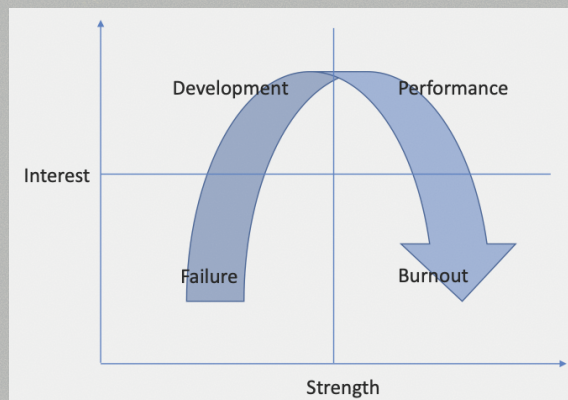 Development
Performance
Interest
Failure
Burnout
Strength